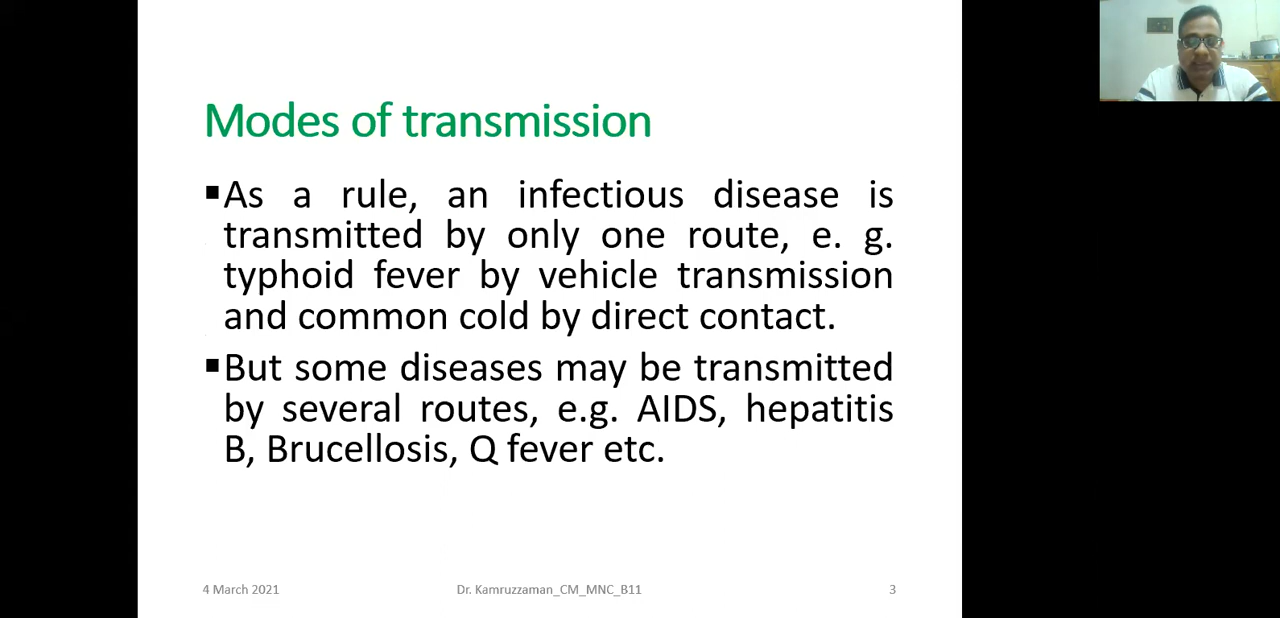 Modes of transmission
▪As a rule, an infectious disease is
transmitted by only one route, e. g.
typhoid fever by vehicle transmission
and common cold by direct contact.
▪But some diseases may be transmitted
by several routes, e.g. AIDS, hepatitis
B, Brucellosis, Q fever etc.
4 March 2021
Dr. Kamruzzaman_CM_MNC_B11
3